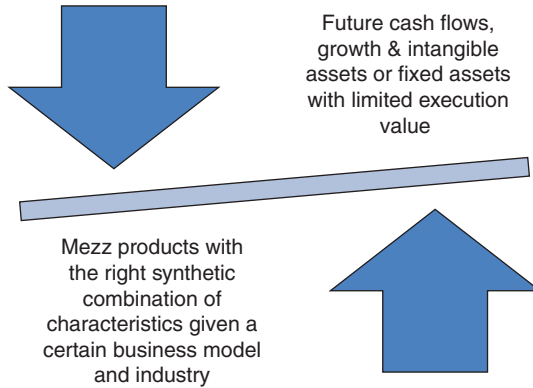 Future cash flows,
growth & intangible
assets or fixed assets
with limited execution
value
Mezz products with
the right synthetic
combination of
characteristics given a
certain business model
and industry